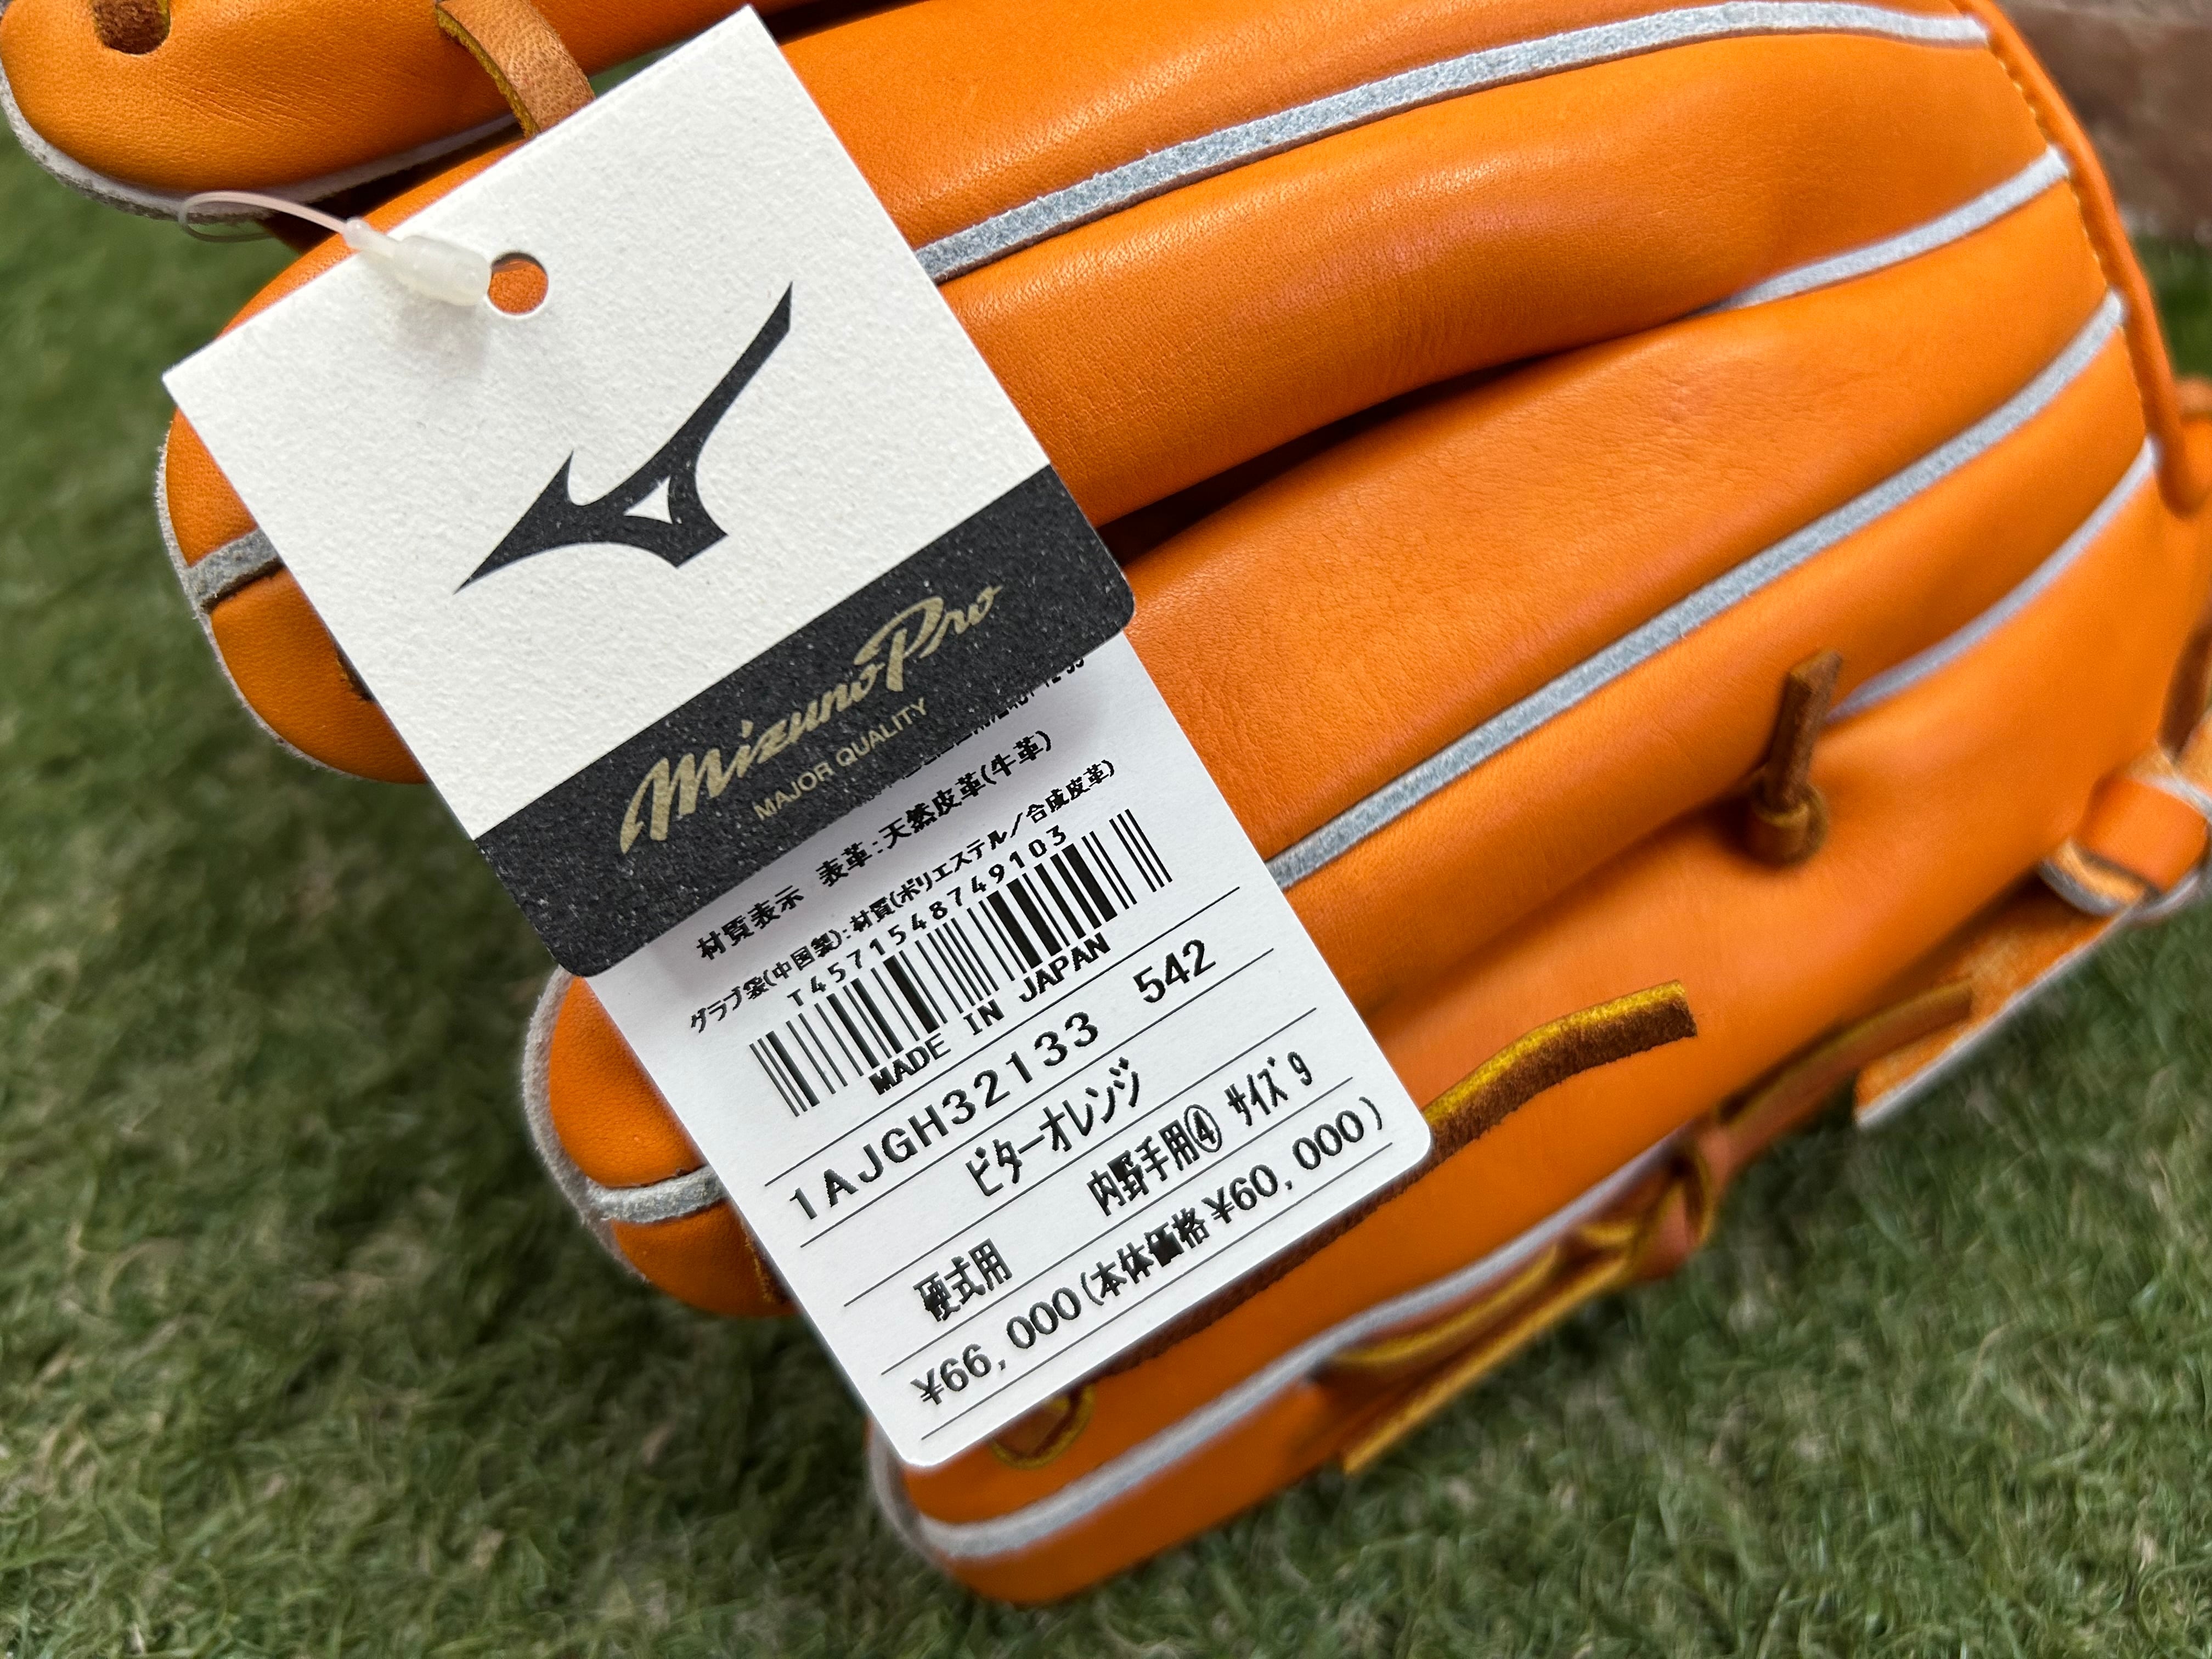 Mizuno Pro
MAJOR QUALITY
材質表示 表革:天然皮革(牛革)
グラブ袋(中国製):材質(ポリエステル/合成皮革)
T4571548749103
MADE IN JAPAN
1AJGH32133 542
ビターオレンジ
内野手用④ サイズ 9
硬式用
¥66,000(本体価格¥60,000)